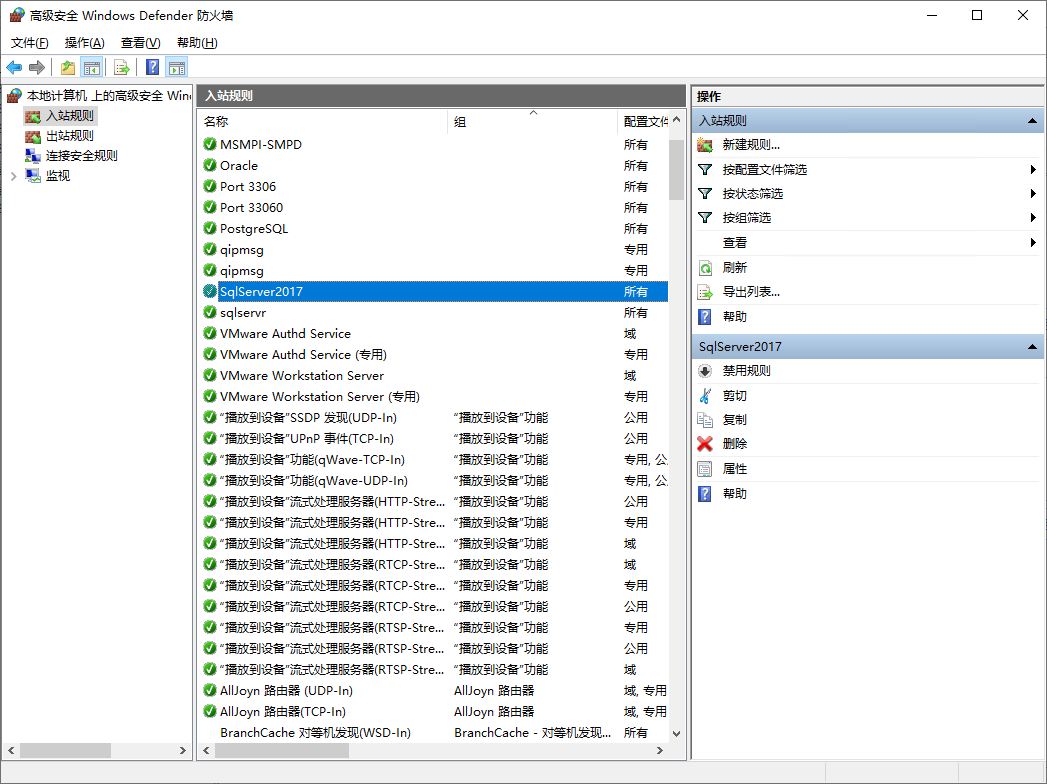 高级安全 Windows Defender 防火墙
文件(F) 操作(A) 查看(V) 帮助(H)
本地计算机 上的高级安全 Win
入站规则
出站规则
连接安全规则
监视
入站规则
名称 组 配置文件
MSMPI-SMPD 所有
Oracle 所有
Port 3306 所有
Port 33060 所有
PostgreSQL 所有
qipmsg 专用
qipmsg 专用
SqlServer2017 所有
sqlservr 所有
VMware Authd Service 域
VMware Authd Service (专用) 专用
VMware Workstation Server 域
VMware Workstation Server (专用) 专用
“播放到设备”SSDP 发现(UDP-In) “播放到设备”功能 公用
“播放到设备”UPnP 事件(TCP-In) “播放到设备”功能 公用
“播放到设备”功能(qWave-TCP-In) “播放到设备”功能 专用, 公
“播放到设备”功能(qWave-UDP-In) “播放到设备”功能 专用, 公
“播放到设备”流式处理服务器(HTTP-Stre... “播放到设备”功能 公用
“播放到设备”流式处理服务器(HTTP-Stre... “播放到设备”功能 专用
“播放到设备”流式处理服务器(HTTP-Stre... “播放到设备”功能 域
“播放到设备”流式处理服务器(RTCP-Stre... “播放到设备”功能 域
“播放到设备”流式处理服务器(RTCP-Stre... “播放到设备”功能 专用
“播放到设备”流式处理服务器(RTCP-Stre... “播放到设备”功能 公用
“播放到设备”流式处理服务器(RTSP-Stre... “播放到设备”功能 专用
“播放到设备”流式处理服务器(RTSP-Stre... “播放到设备”功能 公用
“播放到设备”流式处理服务器(RTSP-Stre... “播放到设备”功能 域
AllJoyn 路由器 (UDP-In) AllJoyn 路由器 域, 专用
AllJoyn 路由器(TCP-In) AllJoyn 路由器 域, 专用
BranchCache 对等机发现(WSD-In) BranchCache - 对等机发现... 所有
操作
入站规则
新建规则...
按配置文件筛选
按状态筛选
按组筛选
查看
刷新
导出列表...
帮助
SqlServer2017
禁用规则
剪切
复制
删除
属性
帮助